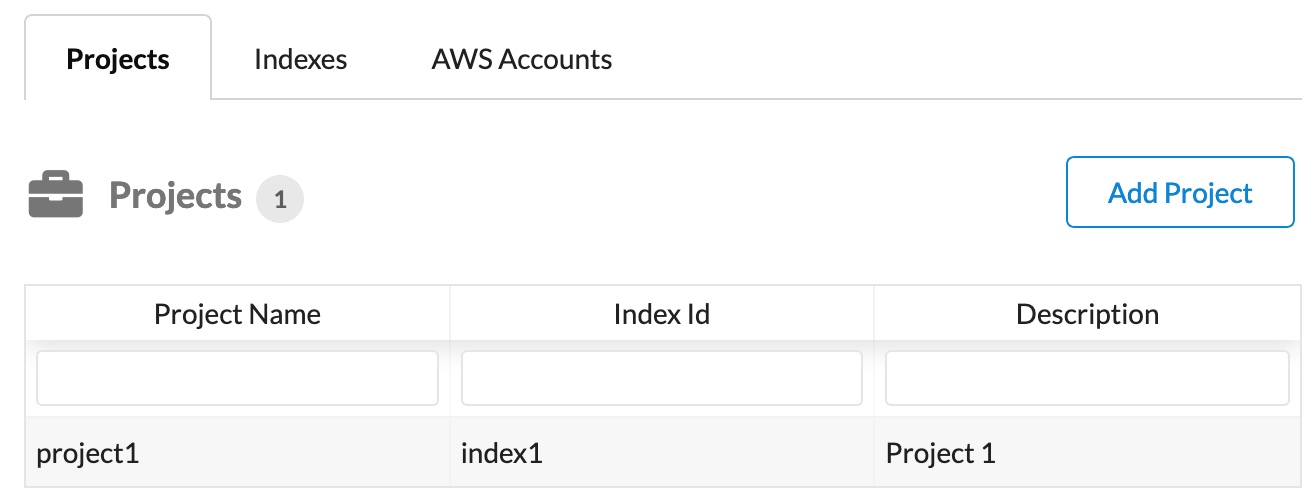 Projects Indexes AWS Accounts
Projects 1 Add Project
Project Name Index Id Description
project1 index1 Project 1